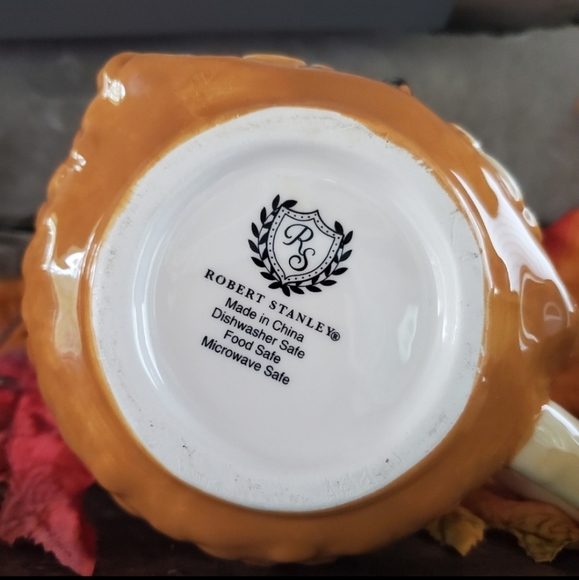 RS
ROBERT STANLEY®
Made in China
Dishwasher Safe
Food Safe
Microwave Safe